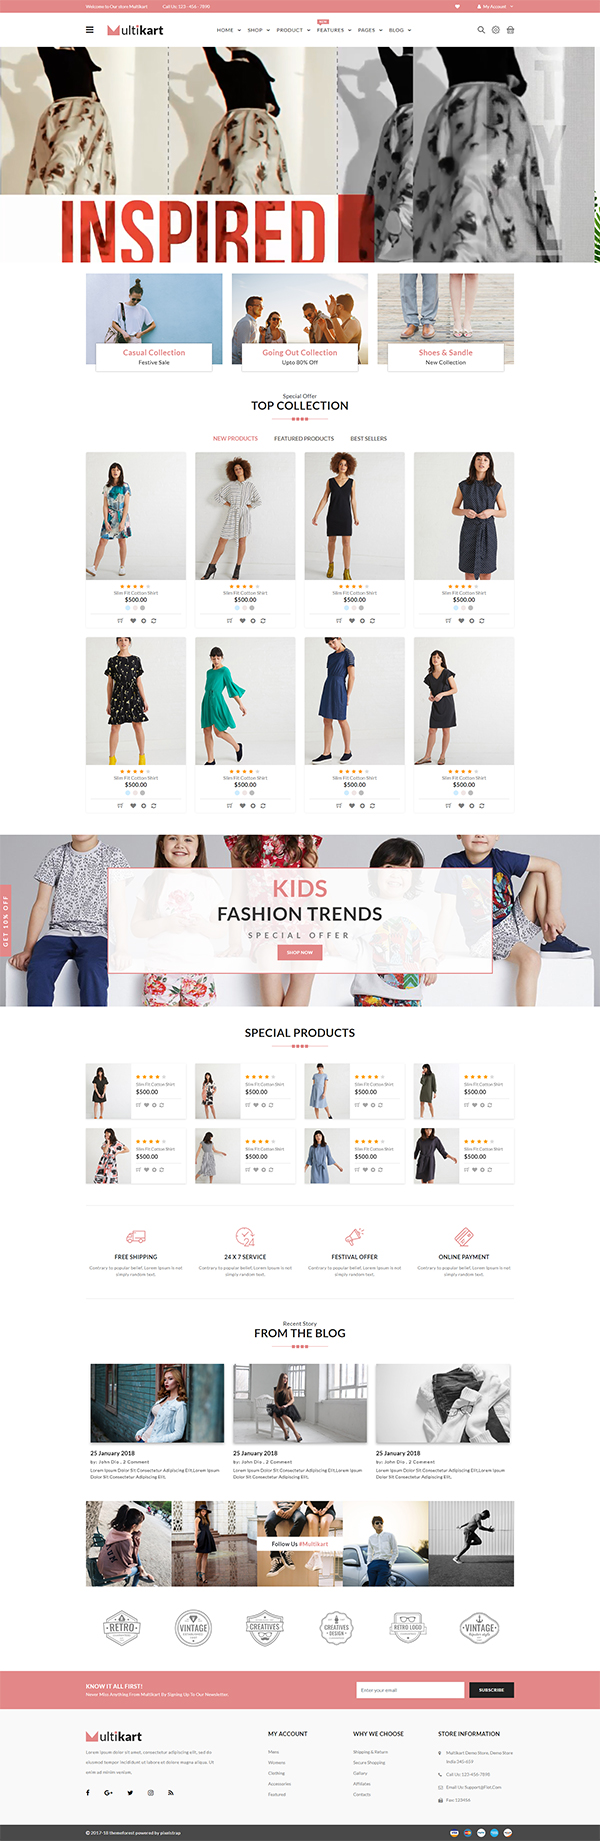 Welcome to Our store Multikart Call Us: 123 - 456 - 7890
My Account
Multikart
NEW
HOME SHOP PRODUCT FEATURES PAGES BLOG
INSPIRED
Casual Collection
Festive Sale
Going Out Collection
Upto 80% Off
Shoes & Sandle
New Collection
Special Offer
TOP COLLECTION
NEW PRODUCTS FEATURED PRODUCTS BEST SELLERS
Slim Fit Cotton Shirt Slim Fit Cotton Shirt Slim Fit Cotton Shirt Slim Fit Cotton Shirt
$500.00 $500.00 $500.00 $500.00
Slim Fit Cotton Shirt Slim Fit Cotton Shirt Slim Fit Cotton Shirt Slim Fit Cotton Shirt
$500.00 $500.00 $500.00 $500.00
GET 10% OFF
KIDS
FASHION TRENDS
SPECIAL OFFER
SHOP NOW
SPECIAL PRODUCTS
Slim Fit Cotton Shirt Slim Fit Cotton Shirt Slim Fit Cotton Shirt Slim Fit Cotton Shirt
$500.00 $500.00 $500.00 $500.00
Slim Fit Cotton Shirt Slim Fit Cotton Shirt Slim Fit Cotton Shirt Slim Fit Cotton Shirt
$500.00 $500.00 $500.00 $500.00
FREE SHIPPING
Contrary to popular belief, Lorem Ipsum is not
simply random text.
24 X 7 SERVICE
Contrary to popular belief, Lorem Ipsum is not
simply random text.
FESTIVAL OFFER
Contrary to popular belief, Lorem Ipsum is not
simply random text.
ONLINE PAYMENT
Contrary to popular belief, Lorem Ipsum is not
simply random text.
Recent Story
FROM THE BLOG
25 January 2018
by: John Dio , 2 Comment
Lorem Ipsum Dolor Sit Consectetur Adipiscing Elit, Lorem Ipsum
Dolor Sit Consectetur Adipiscing Elit,
25 January 2018
by: John Dio , 2 Comment
Lorem Ipsum Dolor Sit Consectetur Adipiscing Elit, Lorem Ipsum
Dolor Sit Consectetur Adipiscing Elit,
25 January 2018
by: John Dio , 2 Comment
Lorem Ipsum Dolor Sit Consectetur Adipiscing Elit, Lorem Ipsum
Dolor Sit Consectetur Adipiscing Elit,
Follow Us #Multikart
RETRO
VINTAGE
CREATIVES
CREATIVES
DESIGN
RETRO LOGO
VINTAGE
KNOW IT ALL FIRST!
Never Miss Anything From Multikart By Signing Up To Our Newsletter.
Enter your email
SUBSCRIBE
Multikart
Lorem ipsum dolor sit amet, consectetur adipiscing elit, sed do
eiusmod tempor incididunt ut labore et dolore magna aliqua. Ut
enim ad minim veniam,
MY ACCOUNT
Mens
Womens
Clothing
Accessories
Featured
WHY WE CHOOSE
Shipping & Return
Secure Shopping
Gallary
Affiliates
Contacts
STORE INFORMATION
Multikart Demo Store, Demo Store
India 345-659
Call Us: 123-456-7898
Email Us: Support@Fiot.Com
Fax: 123456
© 2017-18 themeforest powered by pixelstrap